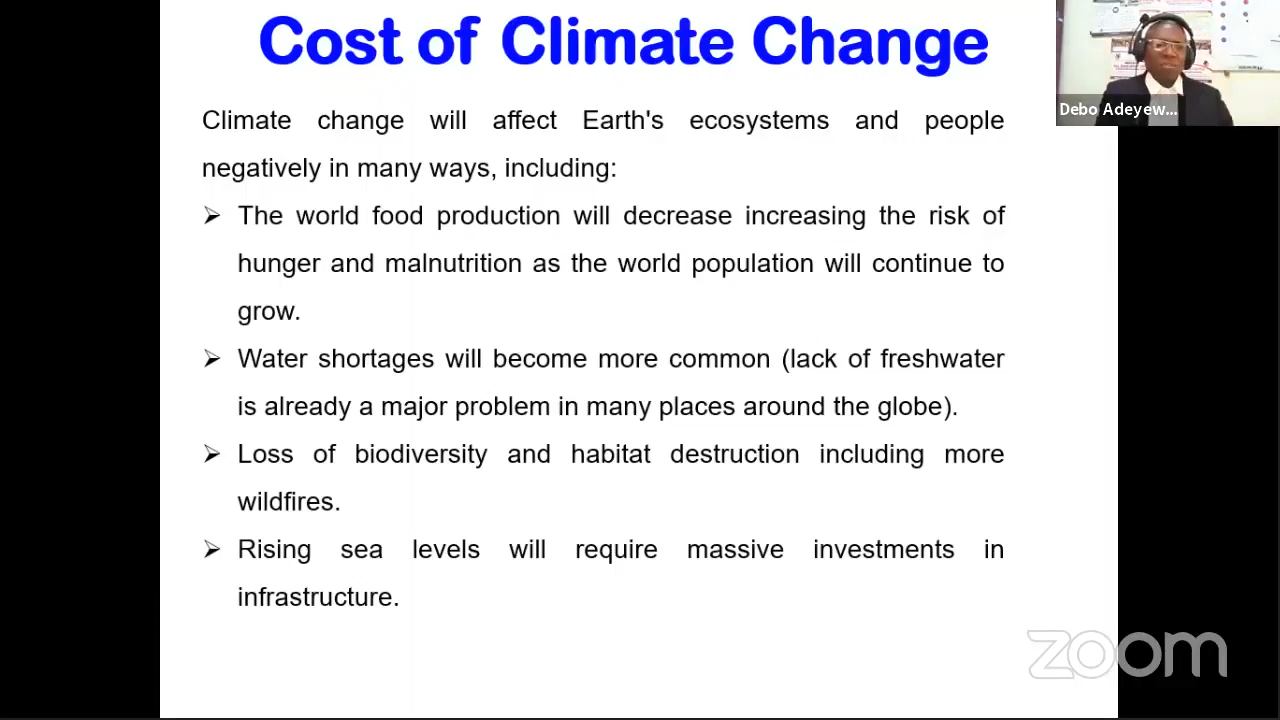 Cost of Climate Change
Debo Adeyew...
Climate change will affect Earth's ecosystems and people
negatively in many ways, including:
➢ The world food production will decrease increasing the risk of
hunger and malnutrition as the world population will continue to
grow.
➢ Water shortages will become more common (lack of freshwater
is already a major problem in many places around the globe).
➢ Loss of biodiversity and habitat destruction including more
wildfires.
➢ Rising sea levels will require massive investments in
infrastructure.
zoom